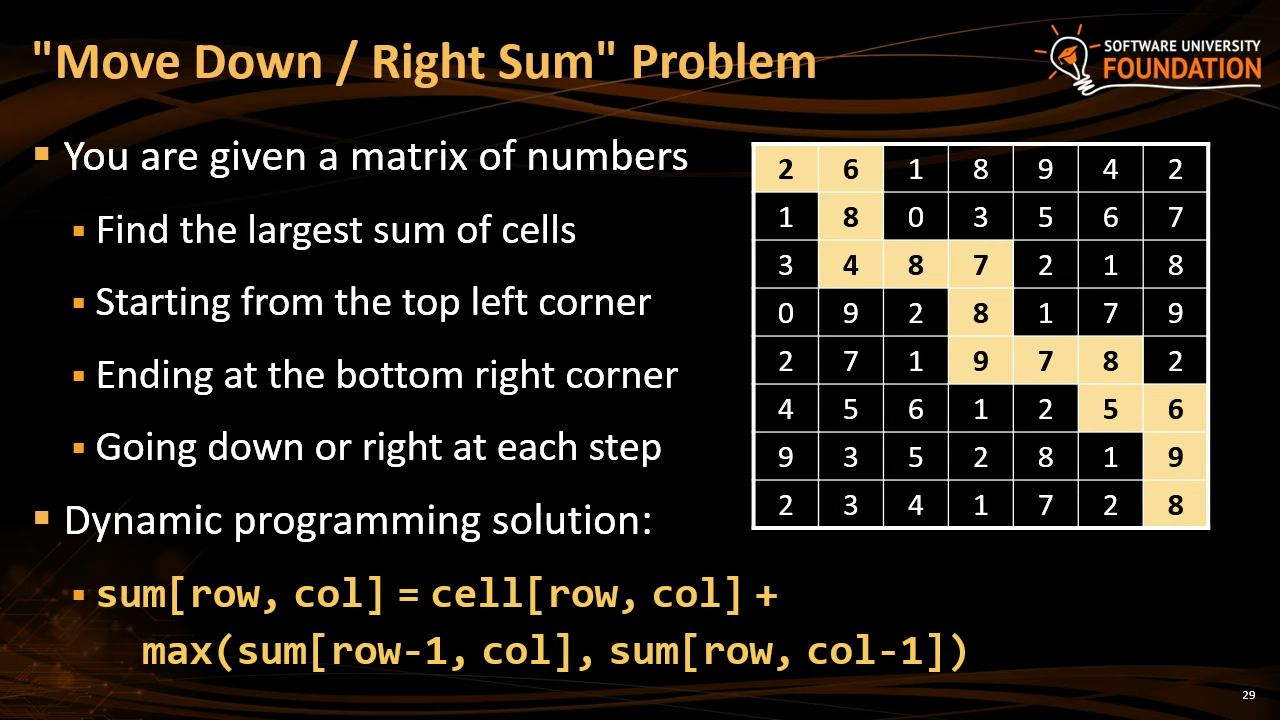 "Move Down / Right Sum" Problem
SOFTWARE UNIVERSITY
FOUNDATION
▪ You are given a matrix of numbers
▪ Find the largest sum of cells
▪ Starting from the top left corner
▪ Ending at the bottom right corner
▪ Going down or right at each step
▪ Dynamic programming solution:
▪ sum[row, col] = cell[row, col] +
max(sum[row-1, col], sum[row, col-1])
2 6 1 8 9 4 2
1 8 0 3 5 6 7
3 4 8 7 2 1 8
0 9 2 8 1 7 9
2 7 1 9 7 8 2
4 5 6 1 2 5 6
9 3 5 2 8 1 9
2 3 4 1 7 2 8
29